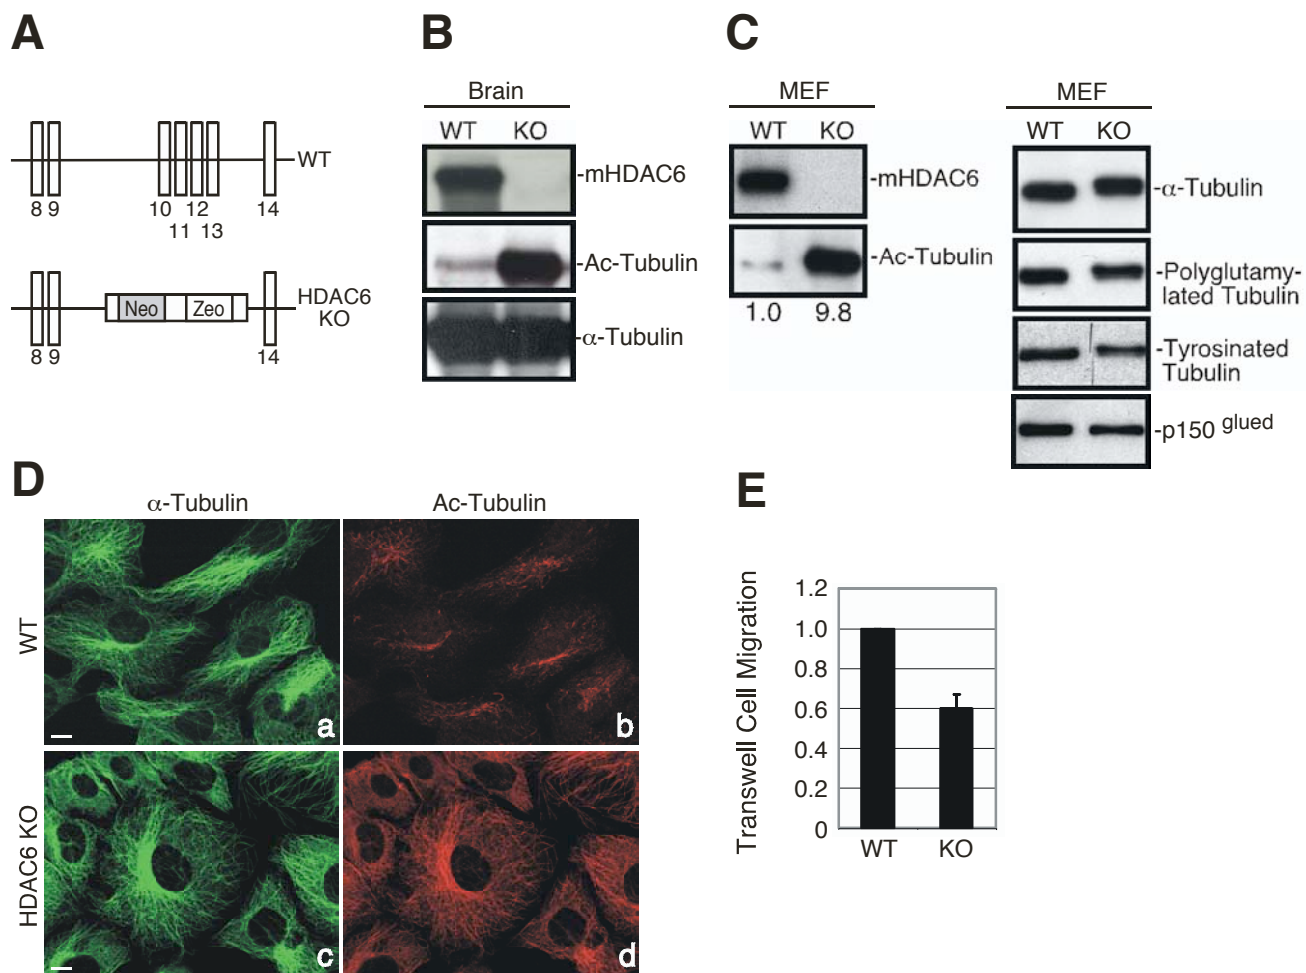 A
WT
8 9 10 12 14
11 13
Neo Zeo
HDAC6
KO
8 9 14
B
Brain
WT KO
-mHDAC6
-Ac-Tubulin
-α-Tubulin
C
MEF
WT KO
-mHDAC6
-Ac-Tubulin
1.0 9.8
MEF
WT KO
-α-Tubulin
-Polyglutamy-
lated Tubulin
-Tyrosinated
Tubulin
-p150 glued
D
α-Tubulin Ac-Tubulin
WT
a b
HDAC6 KO
c d
E
Transwell Cell Migration
1.2
1.0
0.8
0.6
0.4
0.2
0
WT KO